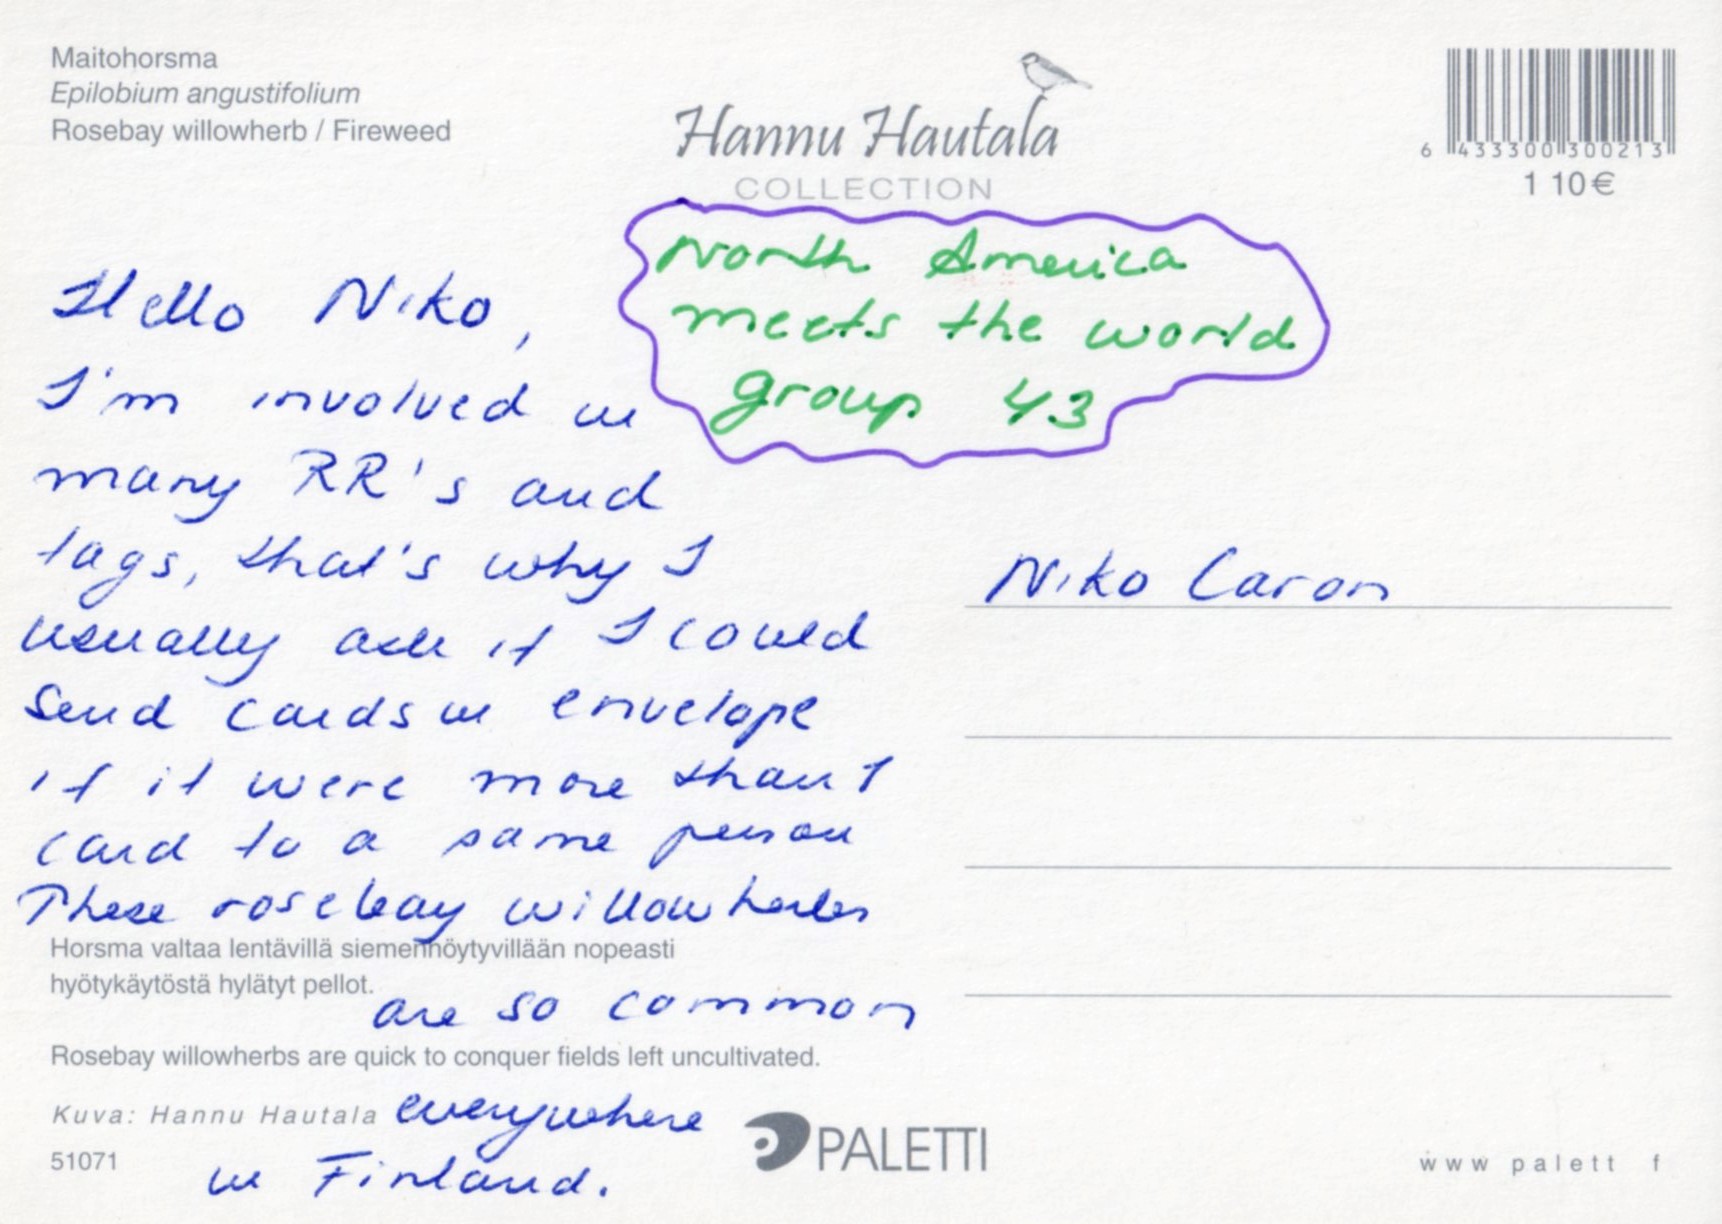 Maitohorsma
Epilobium angustifolium
Rosebay willowherb / Fireweed
Hannu Hautala
COLLECTION
6 433300 300213
1 10€
North America
meets the world
group 43
Hello Niko,
I'm involved in
many RR's and
tags, that's why I
usually ask if I could
send cards in envelope
if it were more than 1
card to a same person
These rosebay willowherbs
Horsma valtaa lentävillä siemenhöytyvillään nopeasti
hyötykäytöstä hylätyt pellot.
are so common
Rosebay willowherbs are quick to conquer fields left uncultivated.
Kuva: Hannu Hautala
everywhere
51071
in Finland.
Niko Caron
PALETTI
www palett f